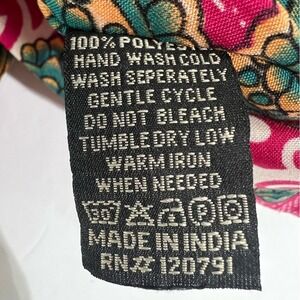 100% POLYES
HAND WASH COLD
WASH SEPERATELY
GENTLE CYCLE
DO NOT BLEACH
TUMBLE DRY LOW
WARM IRON
WHEN NEEDED
30° P
MADE IN INDIA
RN# 120791